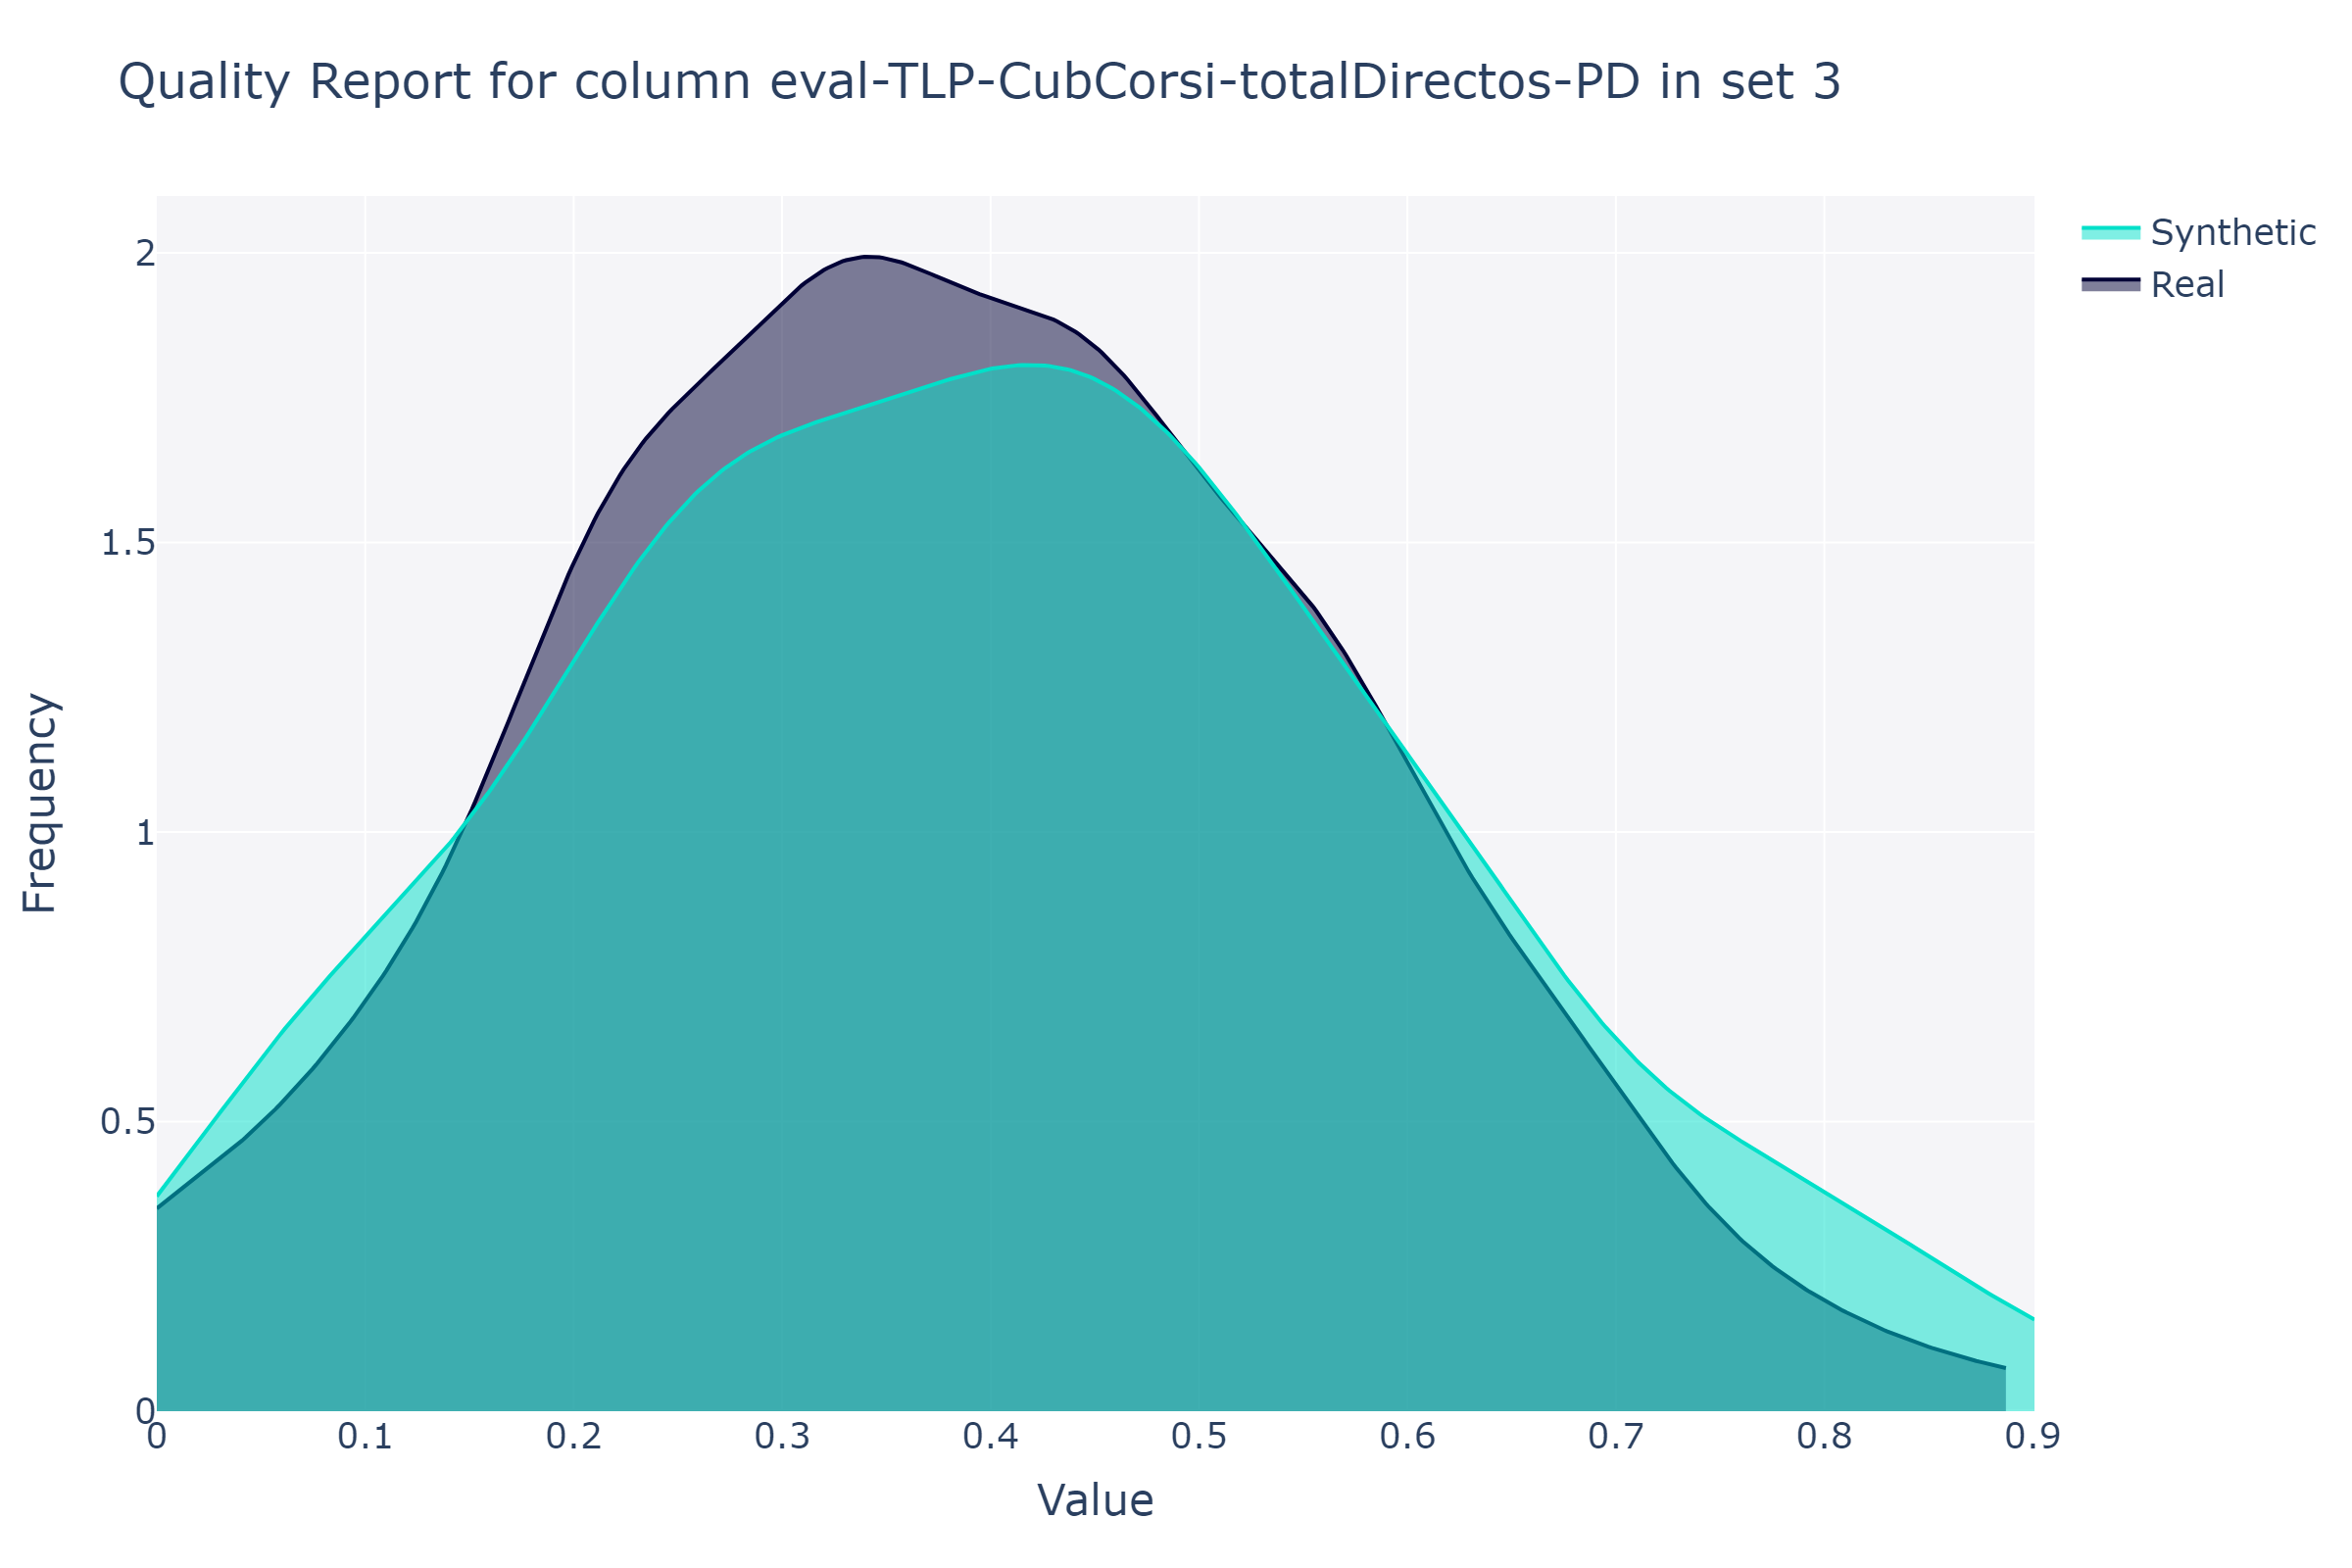 Quality Report for column eval-TLP-CubCorsi-totalDirectos-PD in set 3
Synthetic
Real
Frequency
2
1.5
1
0.5
0
0 0.1 0.2 0.3 0.4 0.5 0.6 0.7 0.8 0.9
Value